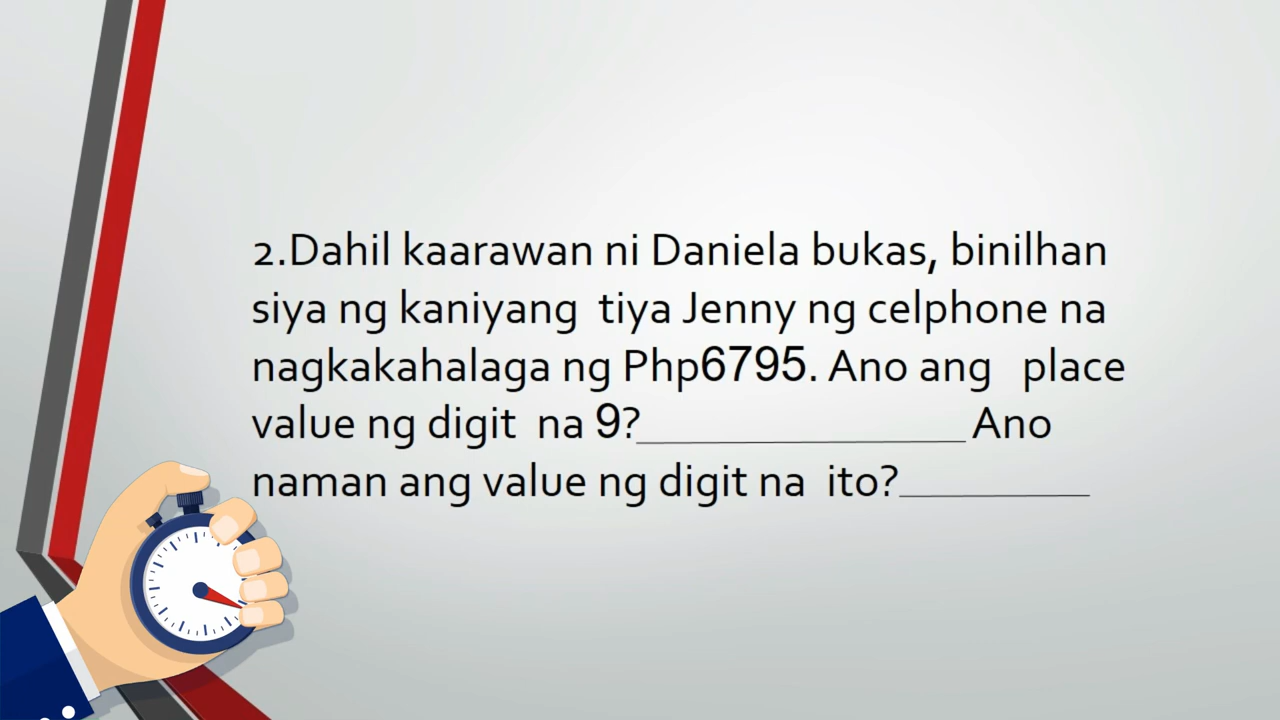 2.Dahil kaarawan ni Daniela bukas, binilhan
siya ng kaniyang tiya Jenny ng celphone na
nagkakahalaga ng Php6795. Ano ang place
value ng digit na 9?_______________ Ano
naman ang value ng digit na ito?_________